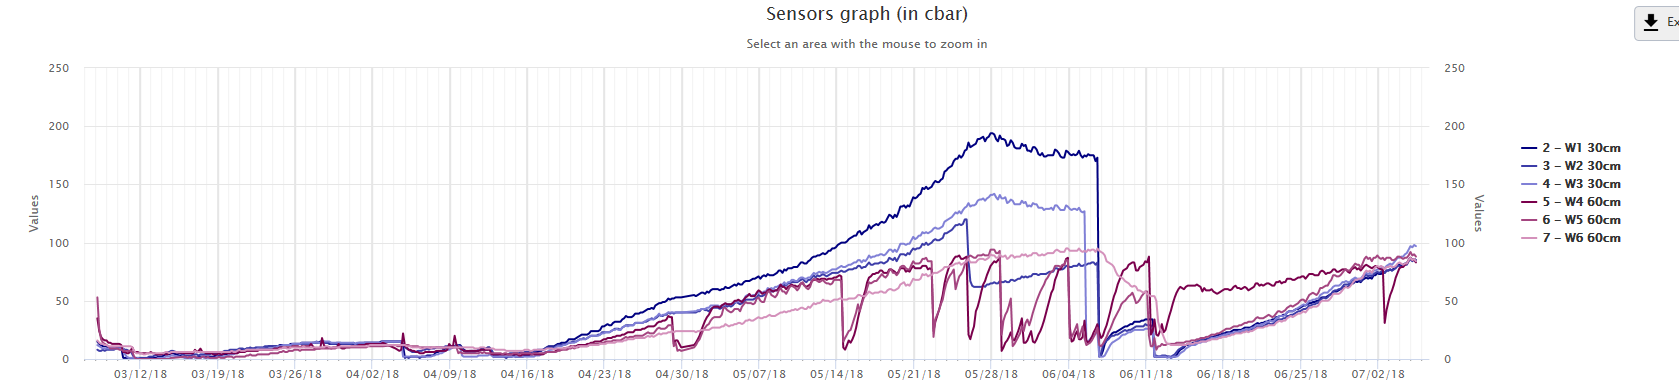 Sensors graph (in cbar)
Ex
Select an area with the mouse to zoom in
250 250
200 200
150 150
100 100
50 50
0 0
Values
Values
2 – W1 30cm
3 – W2 30cm
4 – W3 30cm
5 – W4 60cm
6 – W5 60cm
7 – W6 60cm
03/12/18 03/19/18 03/26/18 04/02/18 04/09/18 04/16/18 04/23/18 04/30/18 05/07/18 05/14/18 05/21/18 05/28/18 06/04/18 06/11/18 06/18/18 06/25/18 07/02/18